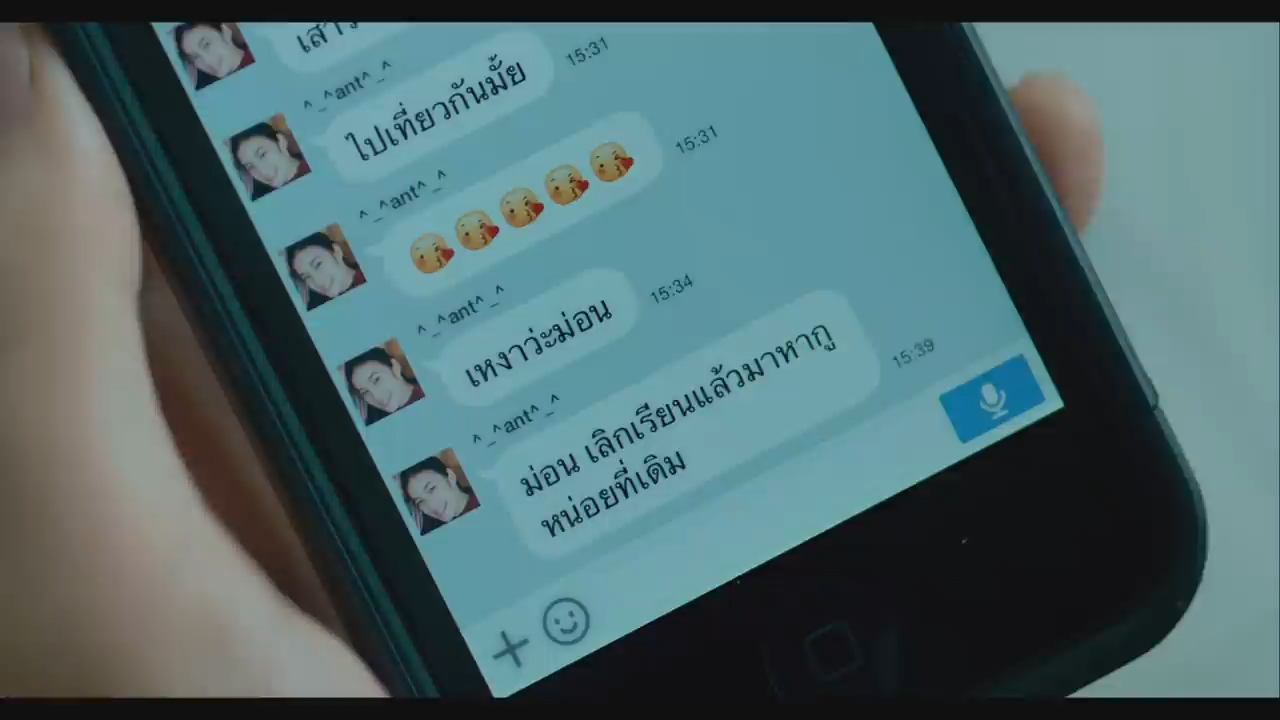 15:31
^_^ant^_^
ไปเที่ยวกันมั้ย
15:31
^_^ant^_^
15:34
^_^ant^_^
เหงาว่ะม่อน
15:39
^_^ant^_^
ม่อน เลิกเรียนแล้วมาหากู
หน่อยที่เดิม